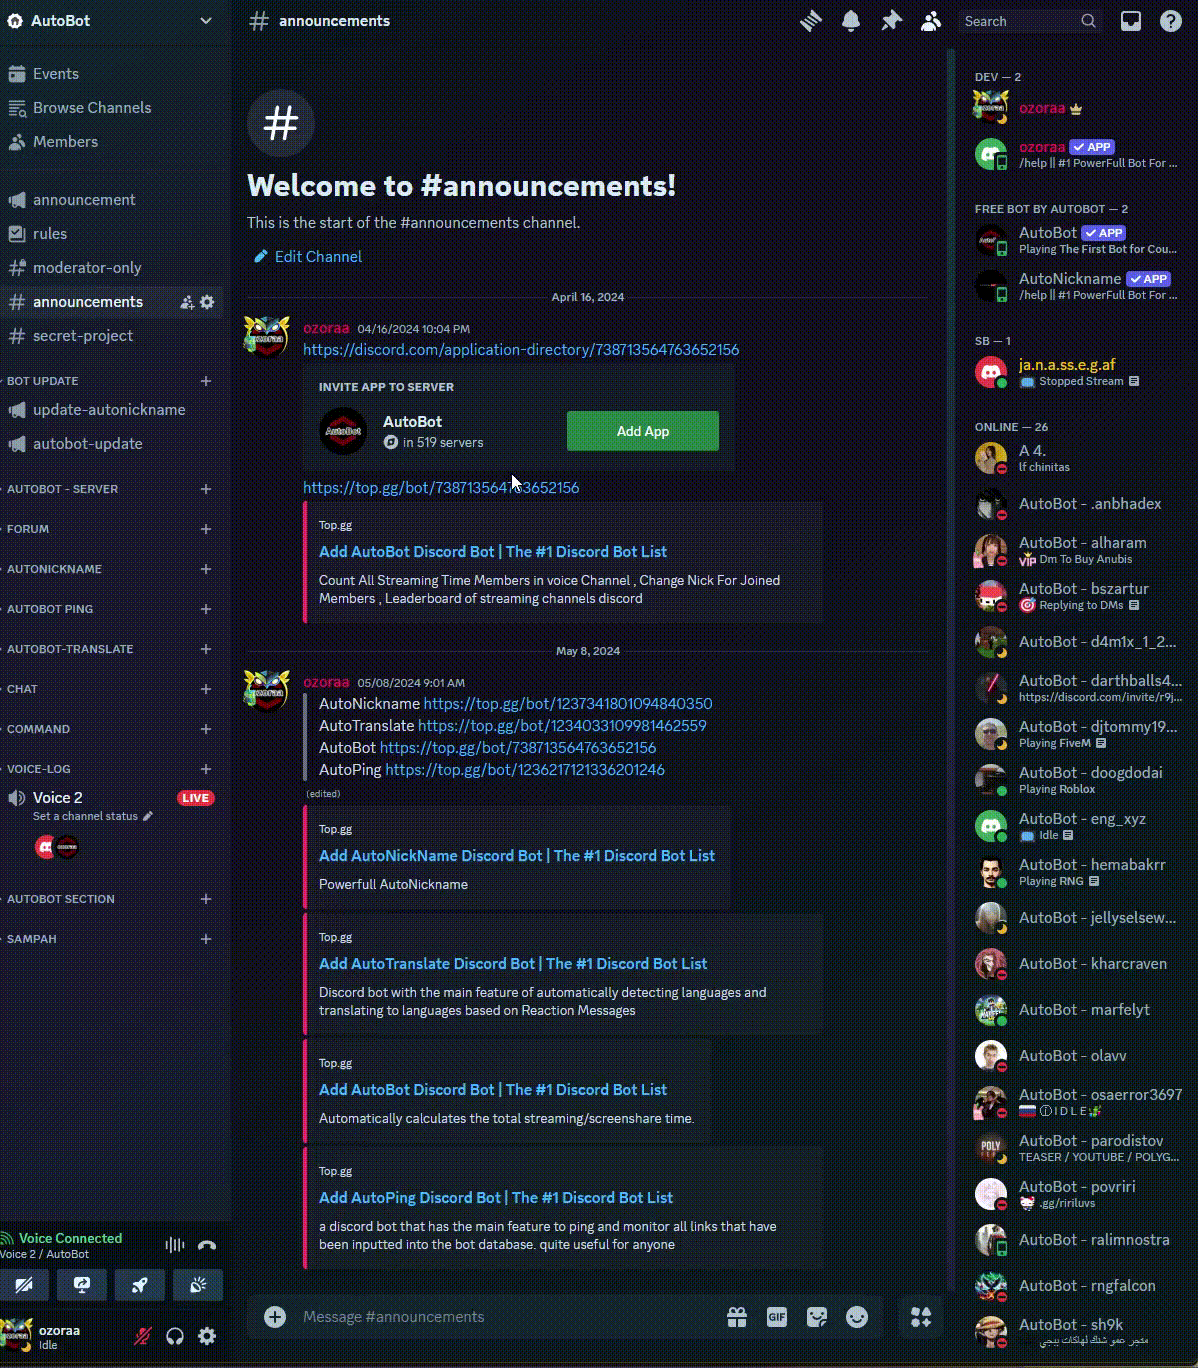 AutoBot
Events
Browse Channels
Members
announcement
rules
moderator-only
announcements
secret-project
BOT UPDATE
update-autonickname
autobot-update
AUTOBOT - SERVER
FORUM
AUTONICKNAME
AUTOBOT PING
AUTOBOT-TRANSLATE
CHAT
COMMAND
VOICE-LOG
Voice 2 LIVE
Set a channel status
AUTOBOT SECTION
SAMPAH
Voice Connected
Voice 2 / AutoBot
ozoraa
Idle
announcements
Search
Welcome to #announcements!
This is the start of the #announcements channel.
Edit Channel
April 16, 2024
ozoraa 04/16/2024 10:04 PM
https://discord.com/application-directory/738713564763652156
INVITE APP TO SERVER
AutoBot
in 519 servers
Add App
https://top.gg/bot/738713564763652156
Top.gg
Add AutoBot Discord Bot | The #1 Discord Bot List
Count All Streaming Time Members in voice Channel , Change Nick For Joined
Members , Leaderboard of streaming channels discord
May 8, 2024
ozoraa 05/08/2024 9:01 AM
AutoNickname https://top.gg/bot/1237341801094840350
AutoTranslate https://top.gg/bot/1234033109981462559
AutoBot https://top.gg/bot/738713564763652156
AutoPing https://top.gg/bot/1236217121336201246
(edited)
Top.gg
Add AutoNickName Discord Bot | The #1 Discord Bot List
Powerfull AutoNickname
Top.gg
Add AutoTranslate Discord Bot | The #1 Discord Bot List
Discord bot with the main feature of automatically detecting languages and
translating to languages based on Reaction Messages
Top.gg
Add AutoBot Discord Bot | The #1 Discord Bot List
Automatically calculates the total streaming/screenshare time.
Top.gg
Add AutoPing Discord Bot | The #1 Discord Bot List
a discord bot that has the main feature to ping and monitor all links that have
been inputted into the bot database. quite useful for anyone
Message #announcements
GIF
DEV — 2
ozoraa
ozoraa APP
/help || #1 PowerFull Bot For ...
FREE BOT BY AUTOBOT — 2
AutoBot APP
Playing The First Bot for Cou...
AutoNickname APP
/help || #1 PowerFull Bot For ...
SB — 1
ja.n.a.ss.e.g.af
Stopped Stream
ONLINE — 26
A 4.
lf chinitas
AutoBot - .anbhadex
AutoBot - alharam
VIP Dm To Buy Anubis
AutoBot - bszartur
Replying to DMs
AutoBot - d4m1x_1_2...
AutoBot - darthballs4...
https://discord.com/invite/r9j...
AutoBot - djtommy19...
Playing FiveM
AutoBot - doogdodai
Playing Roblox
AutoBot - eng_xyz
Idle
AutoBot - hemabakrr
Playing RNG
AutoBot - jellyselsew...
AutoBot - kharcraven
AutoBot - marfelyt
AutoBot - olavv
AutoBot - osaerror3697
I D L E
AutoBot - parodistov
TEASER / YOUTUBE / POLYG...
POLY
AutoBot - povriri
.gg/ririluvs
AutoBot - ralimnostra
AutoBot - rngfalcon
AutoBot - sh9k